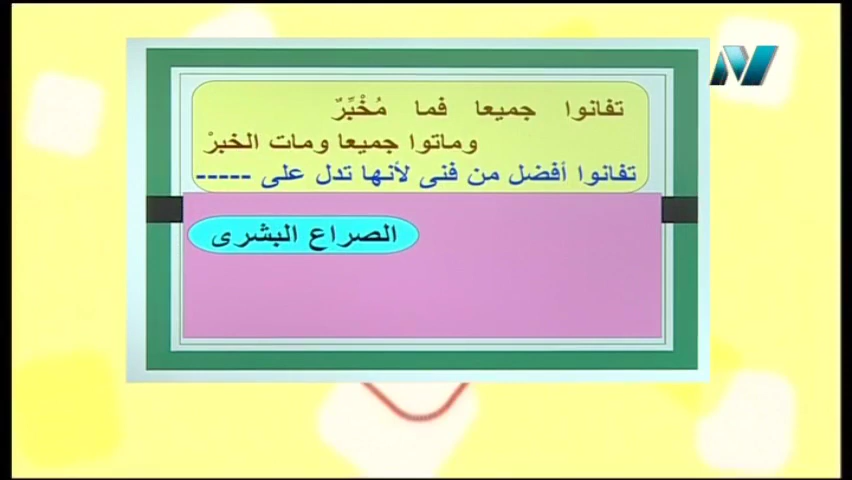 تفانوا جميعا فما مُخْبِّرٌ
وماتوا جميعا ومات الخبرْ
تفانوا أفضل من فنى لأنها تدل على -----
الصراع البشرى